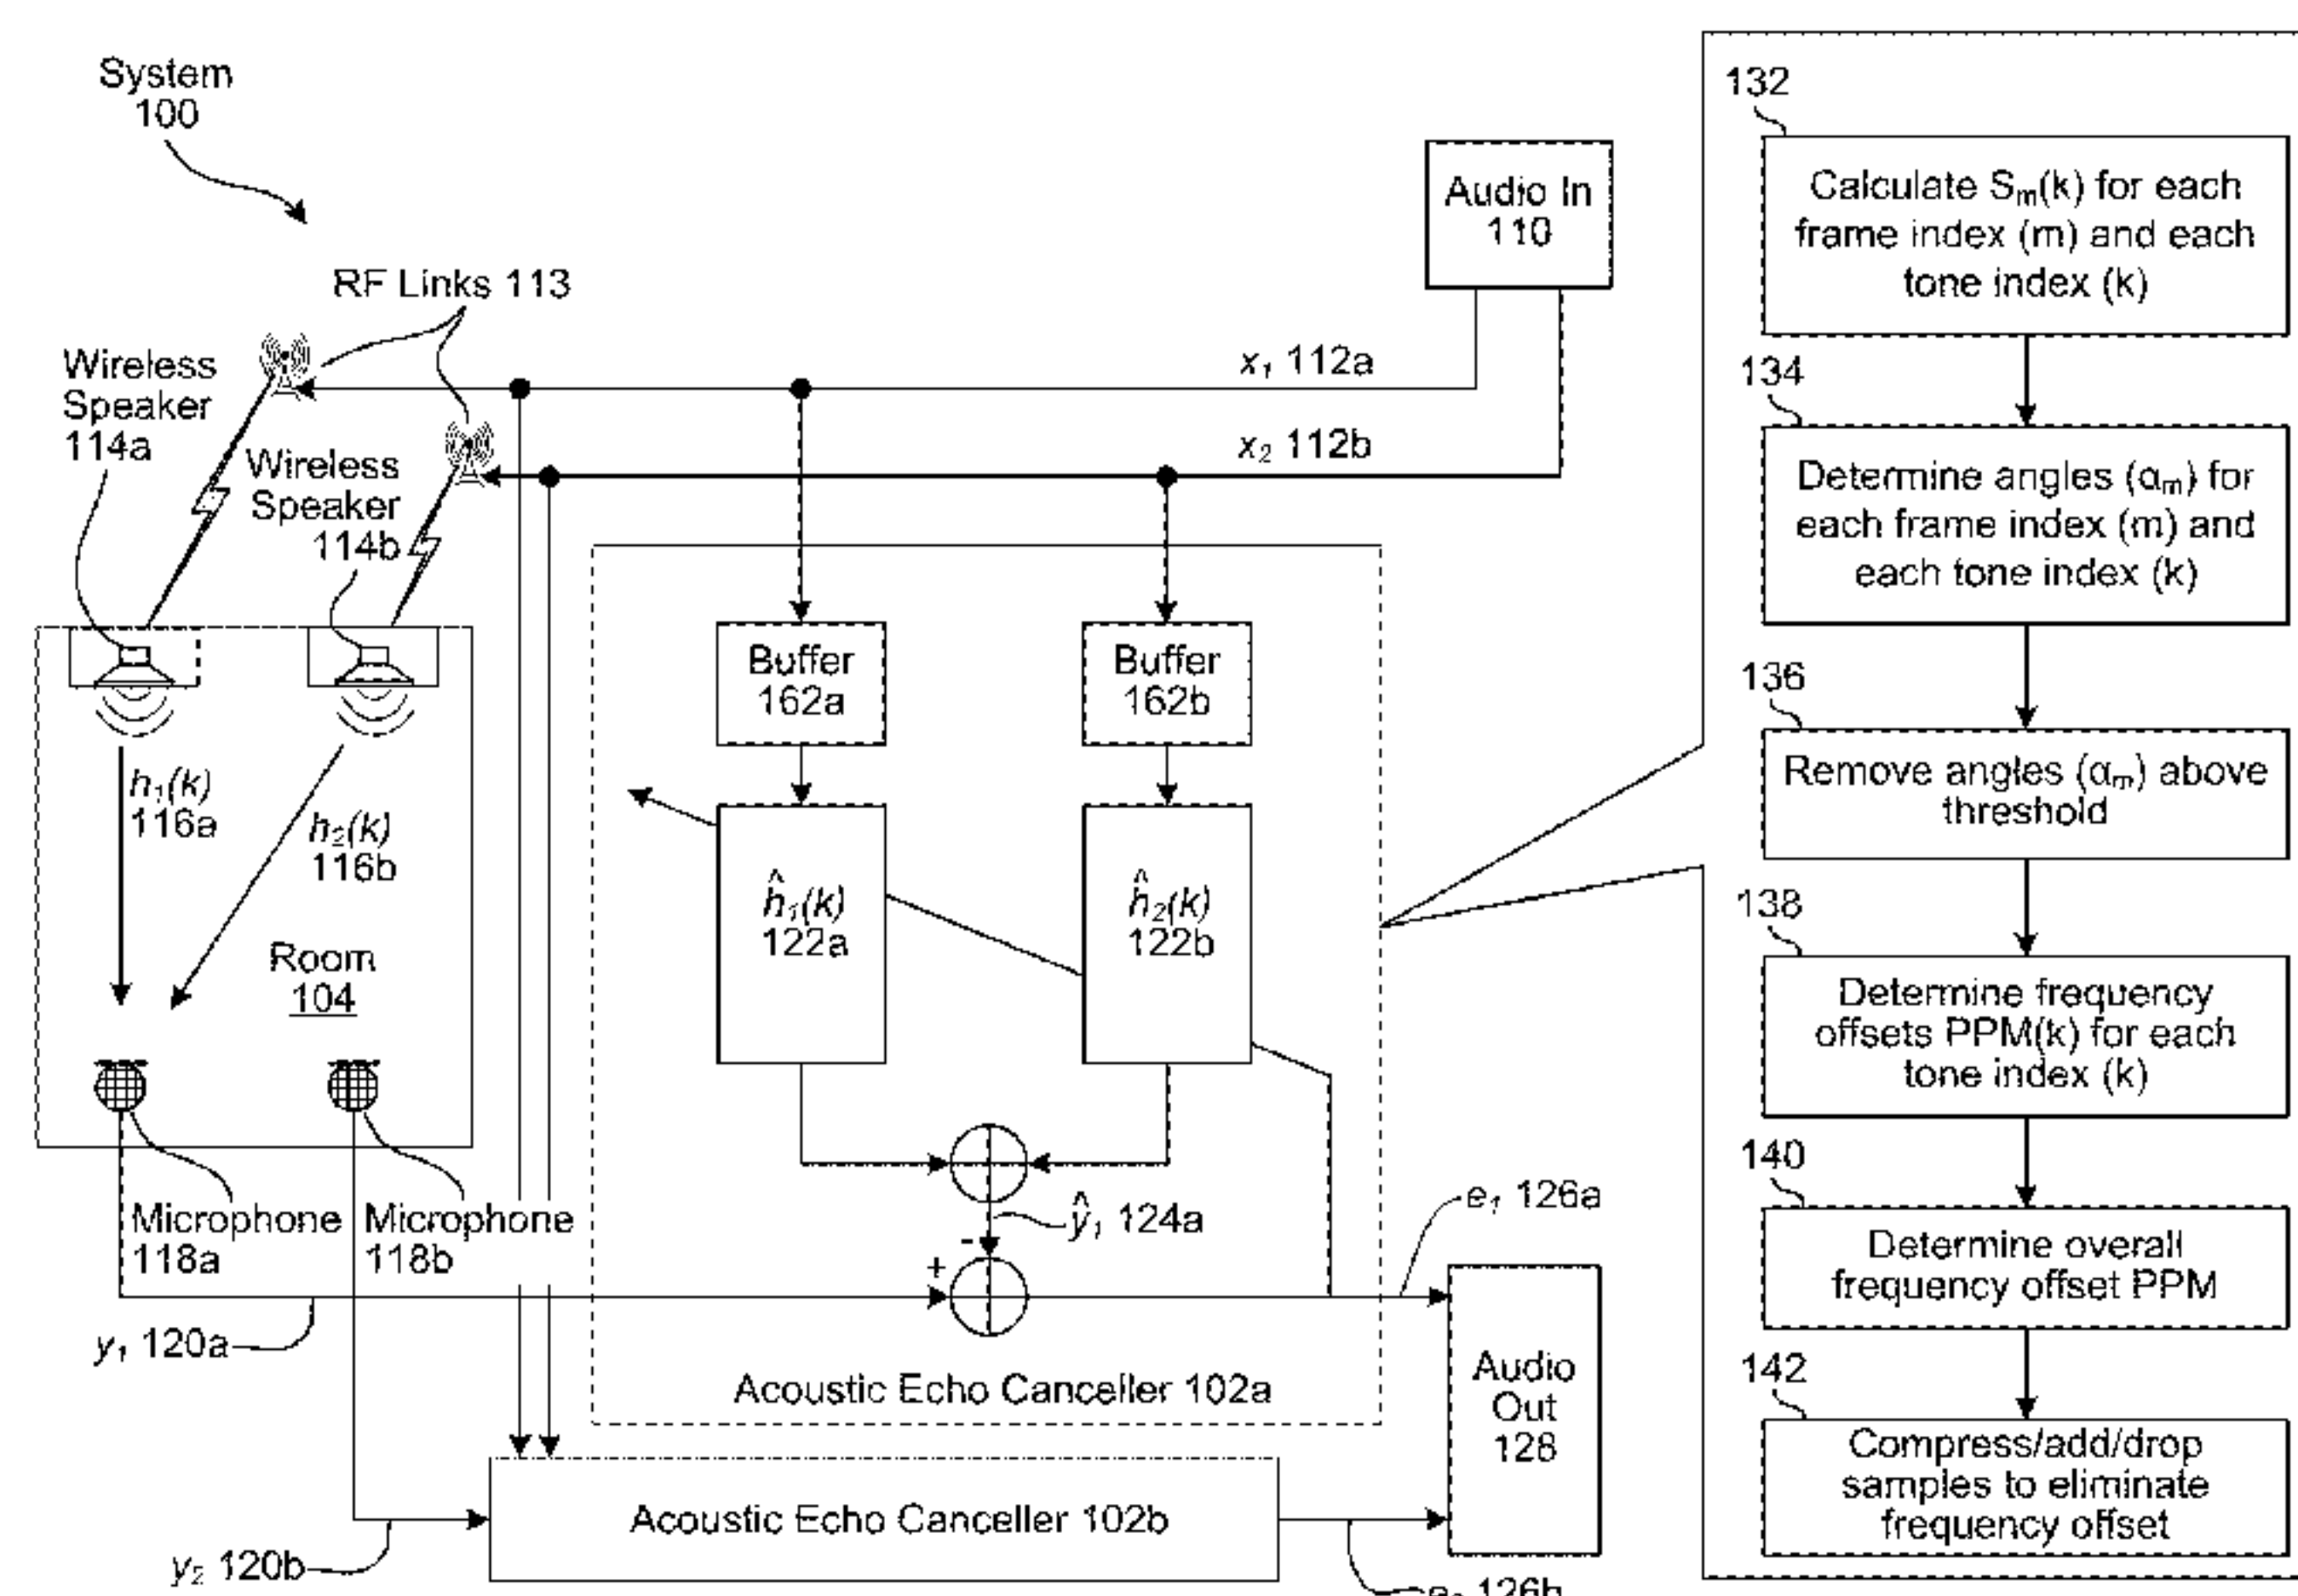 System
100
RF Links 113
Wireless
Speaker
114a
Wireless
Speaker
114b
Audio In
110
x₁ 112a
x₂ 112b
Buffer
162a
Buffer
162b
h₁(k)
116a
h₂(k)
116b
Room
104
ĥ₁(k)
122a
ĥ₂(k)
122b
Microphone
118a
Microphone
118b
ŷ₁ 124a
-
+
e₁ 126a
y₁ 120a
Acoustic Echo Canceller 102a
Audio
Out
128
Acoustic Echo Canceller 102b
y₂ 120b
126b
132
Calculate Sₘ(k) for each
frame index (m) and each
tone index (k)
134
Determine angles (αₘ) for
each frame index (m) and
each tone index (k)
136
Remove angles (αₘ) above
threshold
138
Determine frequency
offsets PPM(k) for each
tone index (k)
140
Determine overall
frequency offset PPM
142
Compress/add/drop
samples to eliminate
frequency offset